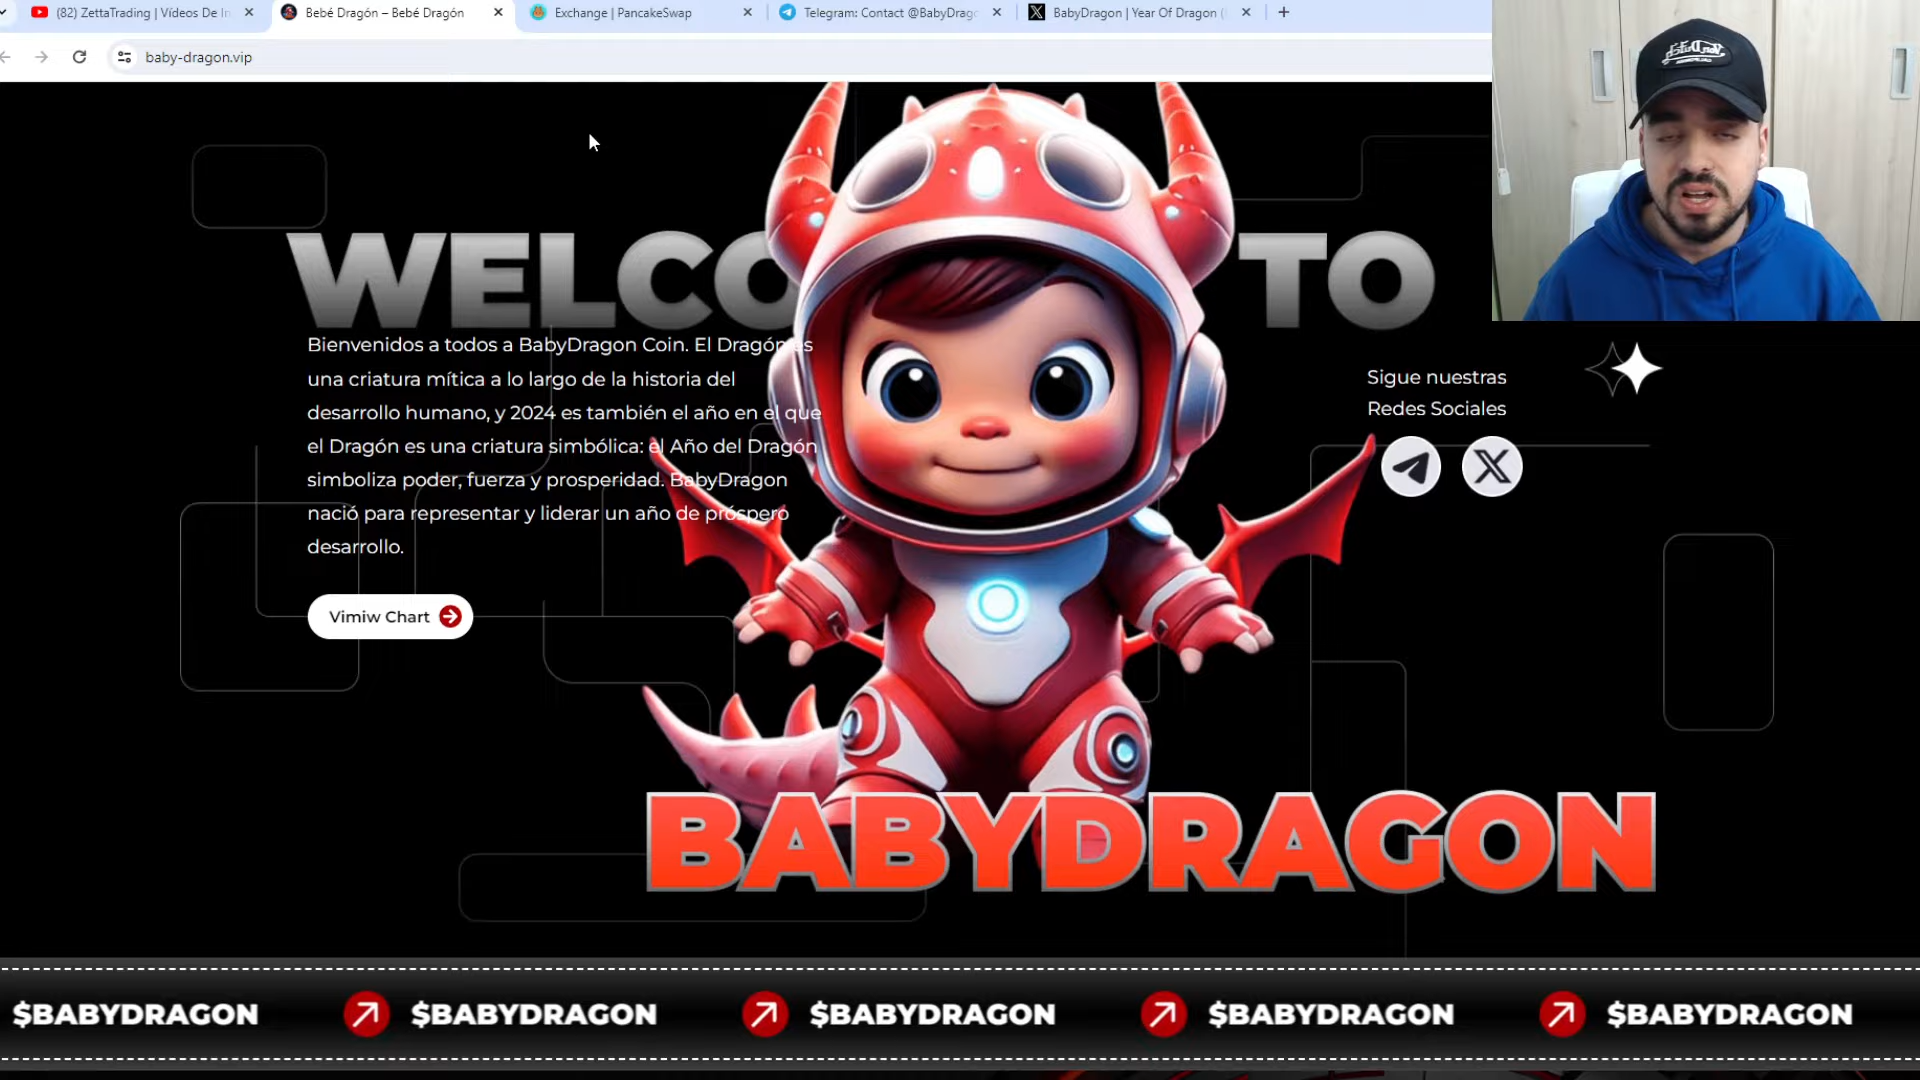 (82) ZettaTrading | Vídeos De In
Bebé Dragón – Bebé Dragón
Exchange | PancakeSwap
Telegram: Contact @BabyDrago
BabyDragon | Year Of Dragon (
baby-dragon.vip
WELCO TO
Bienvenidos a todos a BabyDragon Coin. El Dragón es
una criatura mítica a lo largo de la historia del
desarrollo humano, y 2024 es también el año en el que
el Dragón es una criatura simbólica: el Año del Dragón
simboliza poder, fuerza y prosperidad. BabyDragon
nació para representar y liderar un año de próspero
desarrollo.
Sigue nuestras
Redes Sociales
Vimiw Chart
BABYDRAGON
$BABYDRAGON $BABYDRAGON $BABYDRAGON $BABYDRAGON $BABYDRAGON